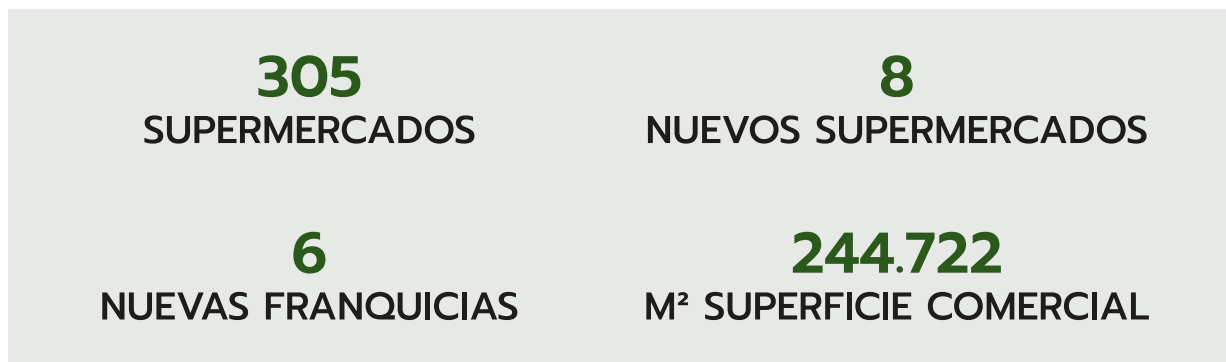 305
SUPERMERCADOS
8
NUEVOS SUPERMERCADOS
6
NUEVAS FRANQUICIAS
244.722
M² SUPERFICIE COMERCIAL